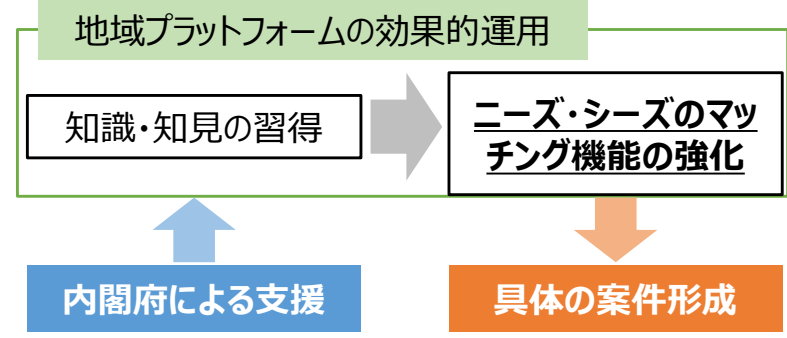 地域プラットフォームの効果的運用
知識・知見の習得
ニーズ・シーズのマッ
チング機能の強化
内閣府による支援
具体の案件形成